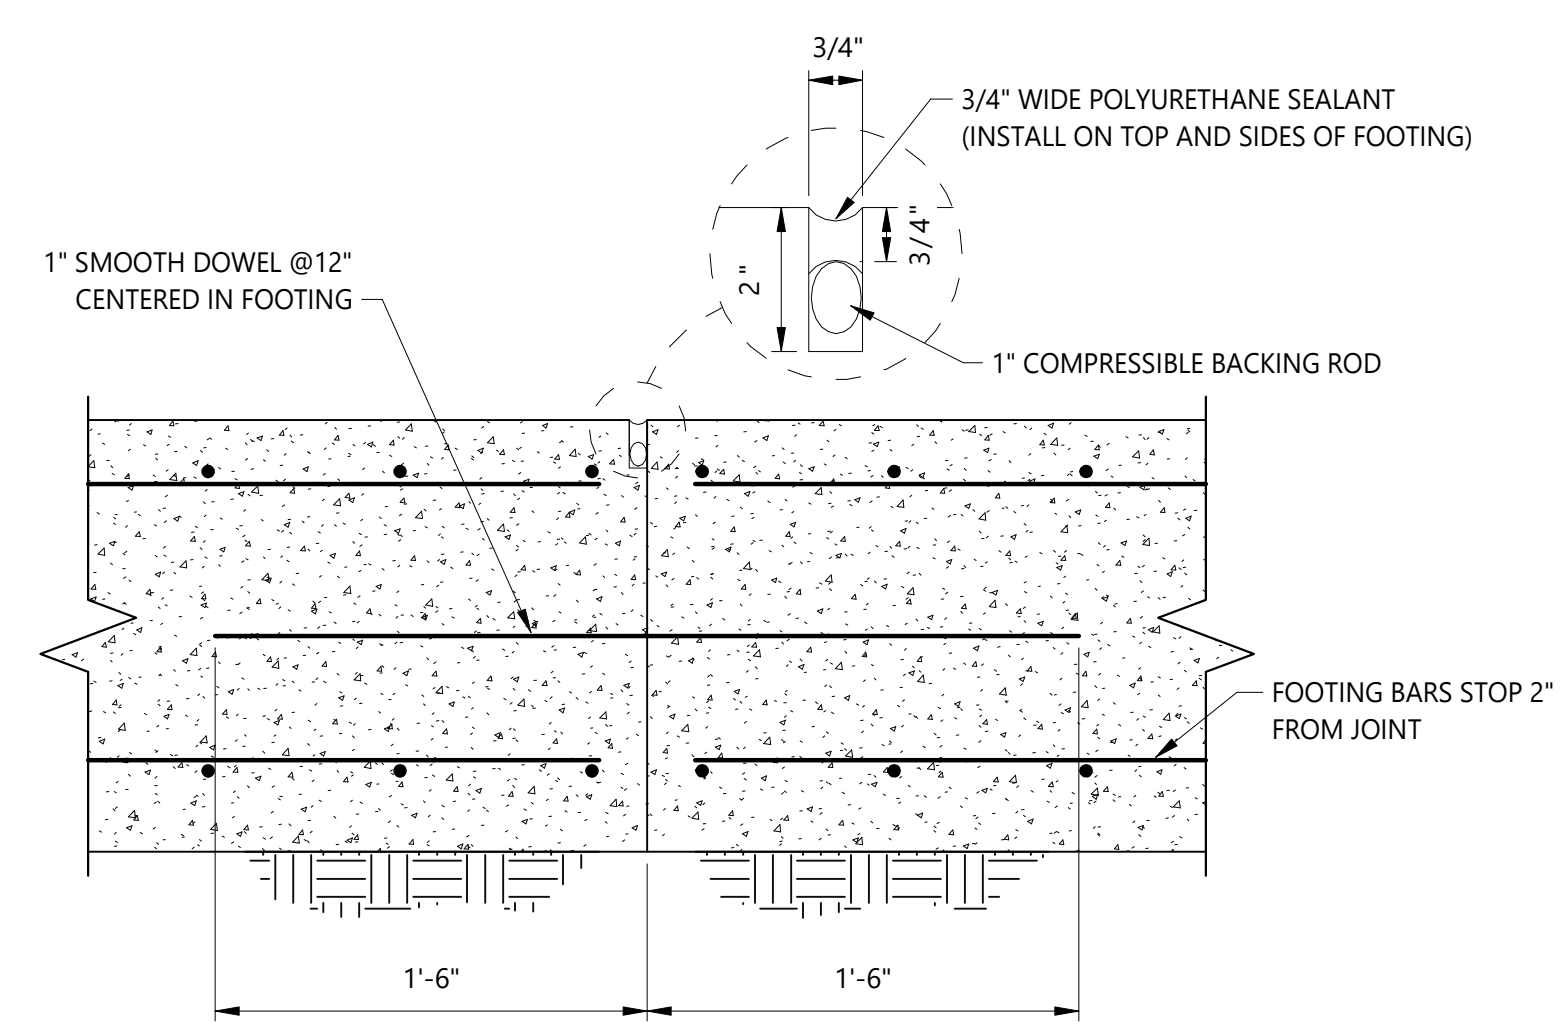 3/4"
3/4" WIDE POLYURETHANE SEALANT
(INSTALL ON TOP AND SIDES OF FOOTING)
3/4"
2"
1" SMOOTH DOWEL @12"
CENTERED IN FOOTING
1" COMPRESSIBLE BACKING ROD
FOOTING BARS STOP 2"
FROM JOINT
1'-6"
1'-6"